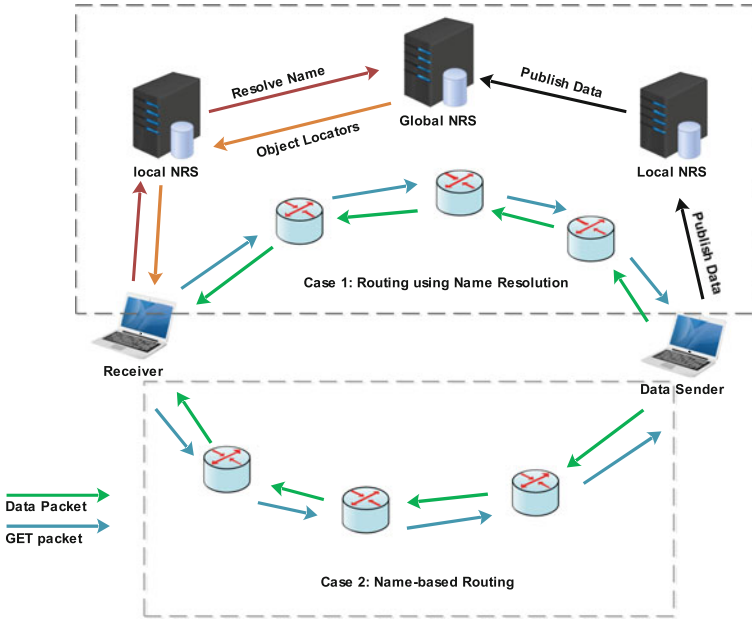 Resolve Name
Publish Data
Global NRS
Object Locators
local NRS
Local NRS
Publish Data
Case 1: Routing using Name Resolution
Receiver
Data Sender
Data Packet
GET packet
Case 2: Name-based Routing